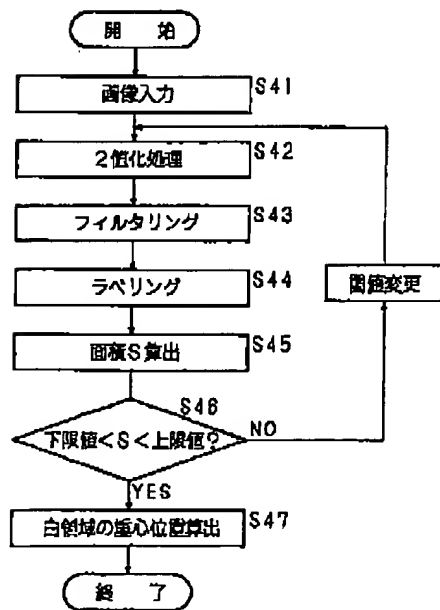 開 始
画像入力
S41
2値化処理
S42
フィルタリング
S43
ラベリング
S44
閾値変更
面積S算出
S45
S46
下限値<S<上限値?
NO
YES
白領域の重心位置算出
S47
終 了